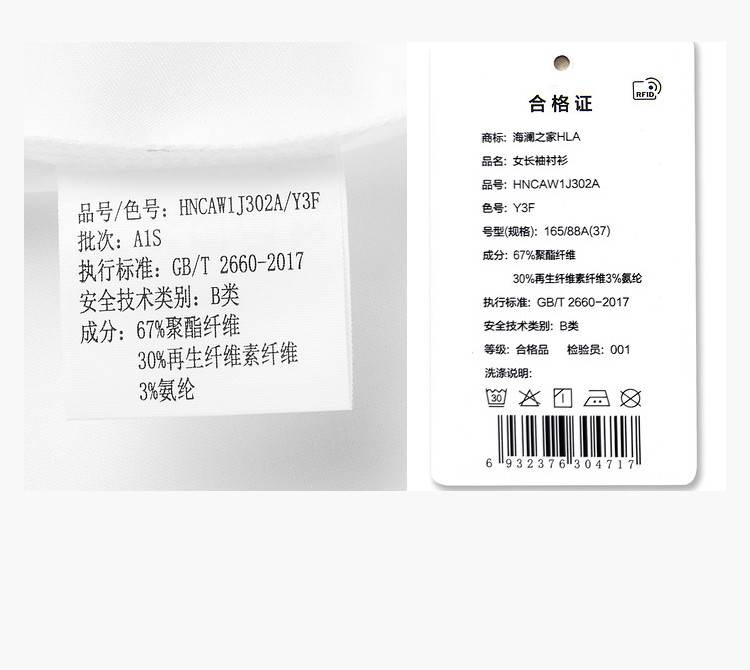 品号/色号: HNCAW1J302A/Y3F
批次: A1S
执行标准: GB/T 2660-2017
安全技术类别: B类
成分: 67%聚酯纤维
30%再生纤维素纤维
3%氨纶
RFID
合格证
商标: 海澜之家HLA
品名: 女长袖衬衫
品号: HNCAW1J302A
色号: Y3F
号型(规格): 165/88A(37)
成分: 67%聚酯纤维
30%再生纤维素纤维3%氨纶
执行标准: GB/T 2660-2017
安全技术类别: B类
等级: 合格品 检验员: 001
洗涤说明:
30
6 932376 304717